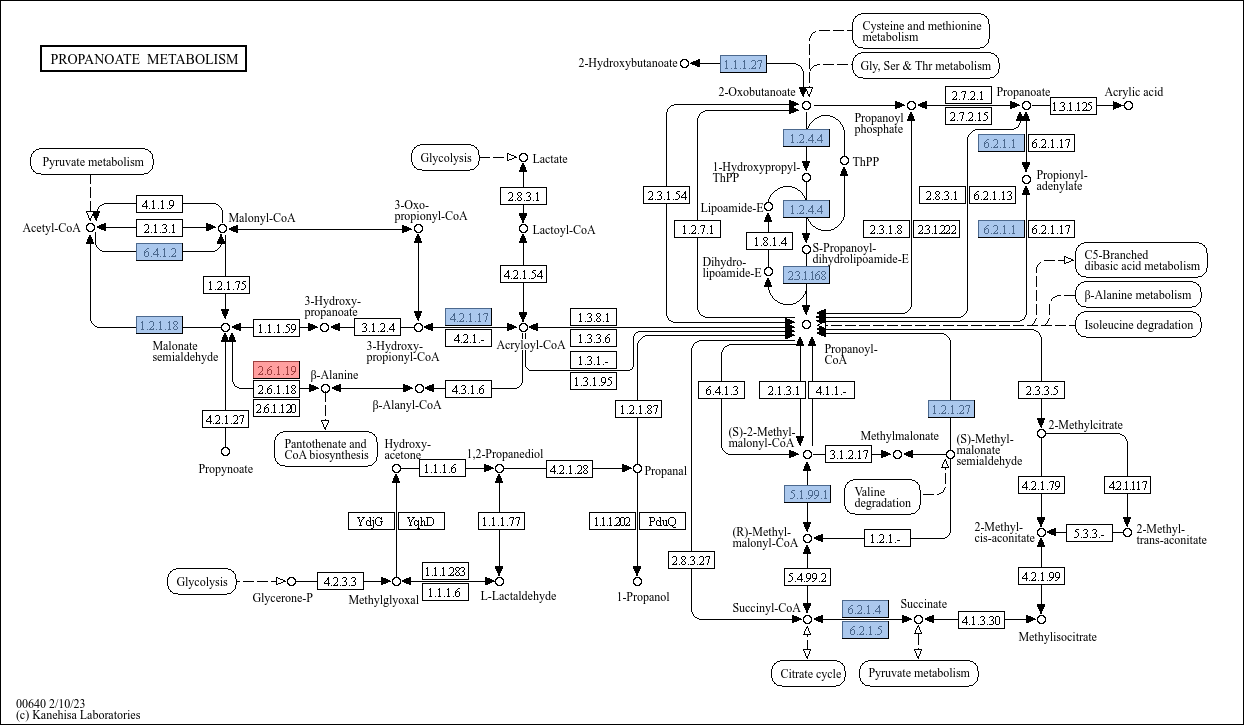 PROPANOATE METABOLISM
Cysteine and methionine
metabolism
Gly, Ser & Thr metabolism
2-Hydroxybutanoate
1.1.1.27
2-Oxobutanoate
Propanoyl
phosphate
2.7.2.1
2.7.2.15
Propanoate
1.3.1.125
Acrylic acid
1.2.4.4
ThPP
1-Hydroxypropyl-
ThPP
6.2.1.1
6.2.1.17
Propionyl-
adenylate
2.3.1.54
1.2.7.1
Lipoamide-E
1.2.4.4
1.8.1.4
S-Propanoyl-
dihydrolipoamide-E
Dihydro-
lipoamide-E
2.3.1.168
2.8.3.1
6.2.1.13
2.3.1.8
2.3.1.222
6.2.1.1
6.2.1.17
C5-Branched
dibasic acid metabolism
β-Alanine metabolism
Isoleucine degradation
Pyruvate metabolism
Glycolysis
Lactate
4.1.1.9
2.1.3.1
6.4.1.2
Acetyl-CoA
Malonyl-CoA
3-Oxo-
propionyl-CoA
2.8.3.1
Lactoyl-CoA
1.2.1.75
4.2.1.54
1.2.1.18
Malonate
semialdehyde
1.1.1.59
3-Hydroxy-
propanoate
3.1.2.4
3-Hydroxy-
propionyl-CoA
4.2.1.17
4.2.1.-
Acryloyl-CoA
1.3.8.1
1.3.3.6
1.3.1.-
1.3.1.95
Propanoyl-
CoA
2.6.1.19
2.6.1.18
2.6.1.120
β-Alanine
β-Alanyl-CoA
4.3.1.6
4.2.1.27
Propynoate
Pantothenate and
CoA biosynthesis
1.2.1.87
6.4.1.3
2.1.3.1
4.1.1.-
1.2.1.27
2.3.3.5
Hydroxy-
acetone
1.1.1.6
1,2-Propanediol
4.2.1.28
Propanal
(S)-2-Methyl-
malonyl-CoA
Methylmalonate
3.1.2.17
(S)-Methyl-
malonate
semialdehyde
2-Methylcitrate
YdjG
YqhD
1.1.1.77
1.1.1.202
PduQ
5.1.99.1
Valine
degradation
4.2.1.79
4.2.1.117
(R)-Methyl-
malonyl-CoA
1.2.1.-
2-Methyl-
cis-aconitate
5.3.3.-
2-Methyl-
trans-aconitate
2.8.3.27
5.4.99.2
4.2.1.99
Glycolysis
Glycerone-P
4.2.3.3
Methylglyoxal
1.1.1.283
1.1.1.6
L-Lactaldehyde
1-Propanol
Succinyl-CoA
6.2.1.4
6.2.1.5
Succinate
4.1.3.30
Methylisocitrate
Citrate cycle
Pyruvate metabolism
00640 2/10/23
(c) Kanehisa Laboratories